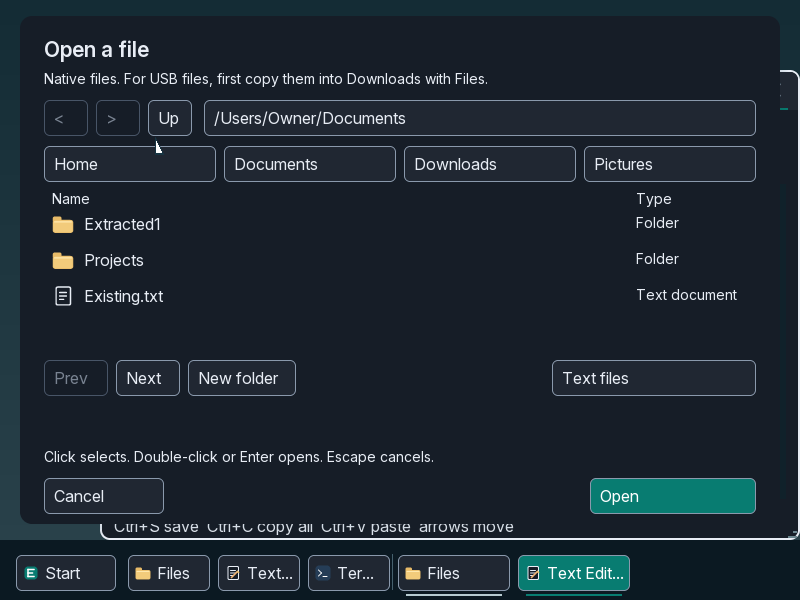 Open a file
Native files. For USB files, first copy them into Downloads with Files.
< > Up /Users/Owner/Documents
Home Documents Downloads Pictures
Name Type
Extracted1 Folder
Projects Folder
Existing.txt Text document
Prev Next New folder Text files
Click selects. Double-click or Enter opens. Escape cancels.
Cancel Open
Ctrl+S save Ctrl+C copy all Ctrl+V paste arrows move
Start Files Text... Ter... Files Text Edit...